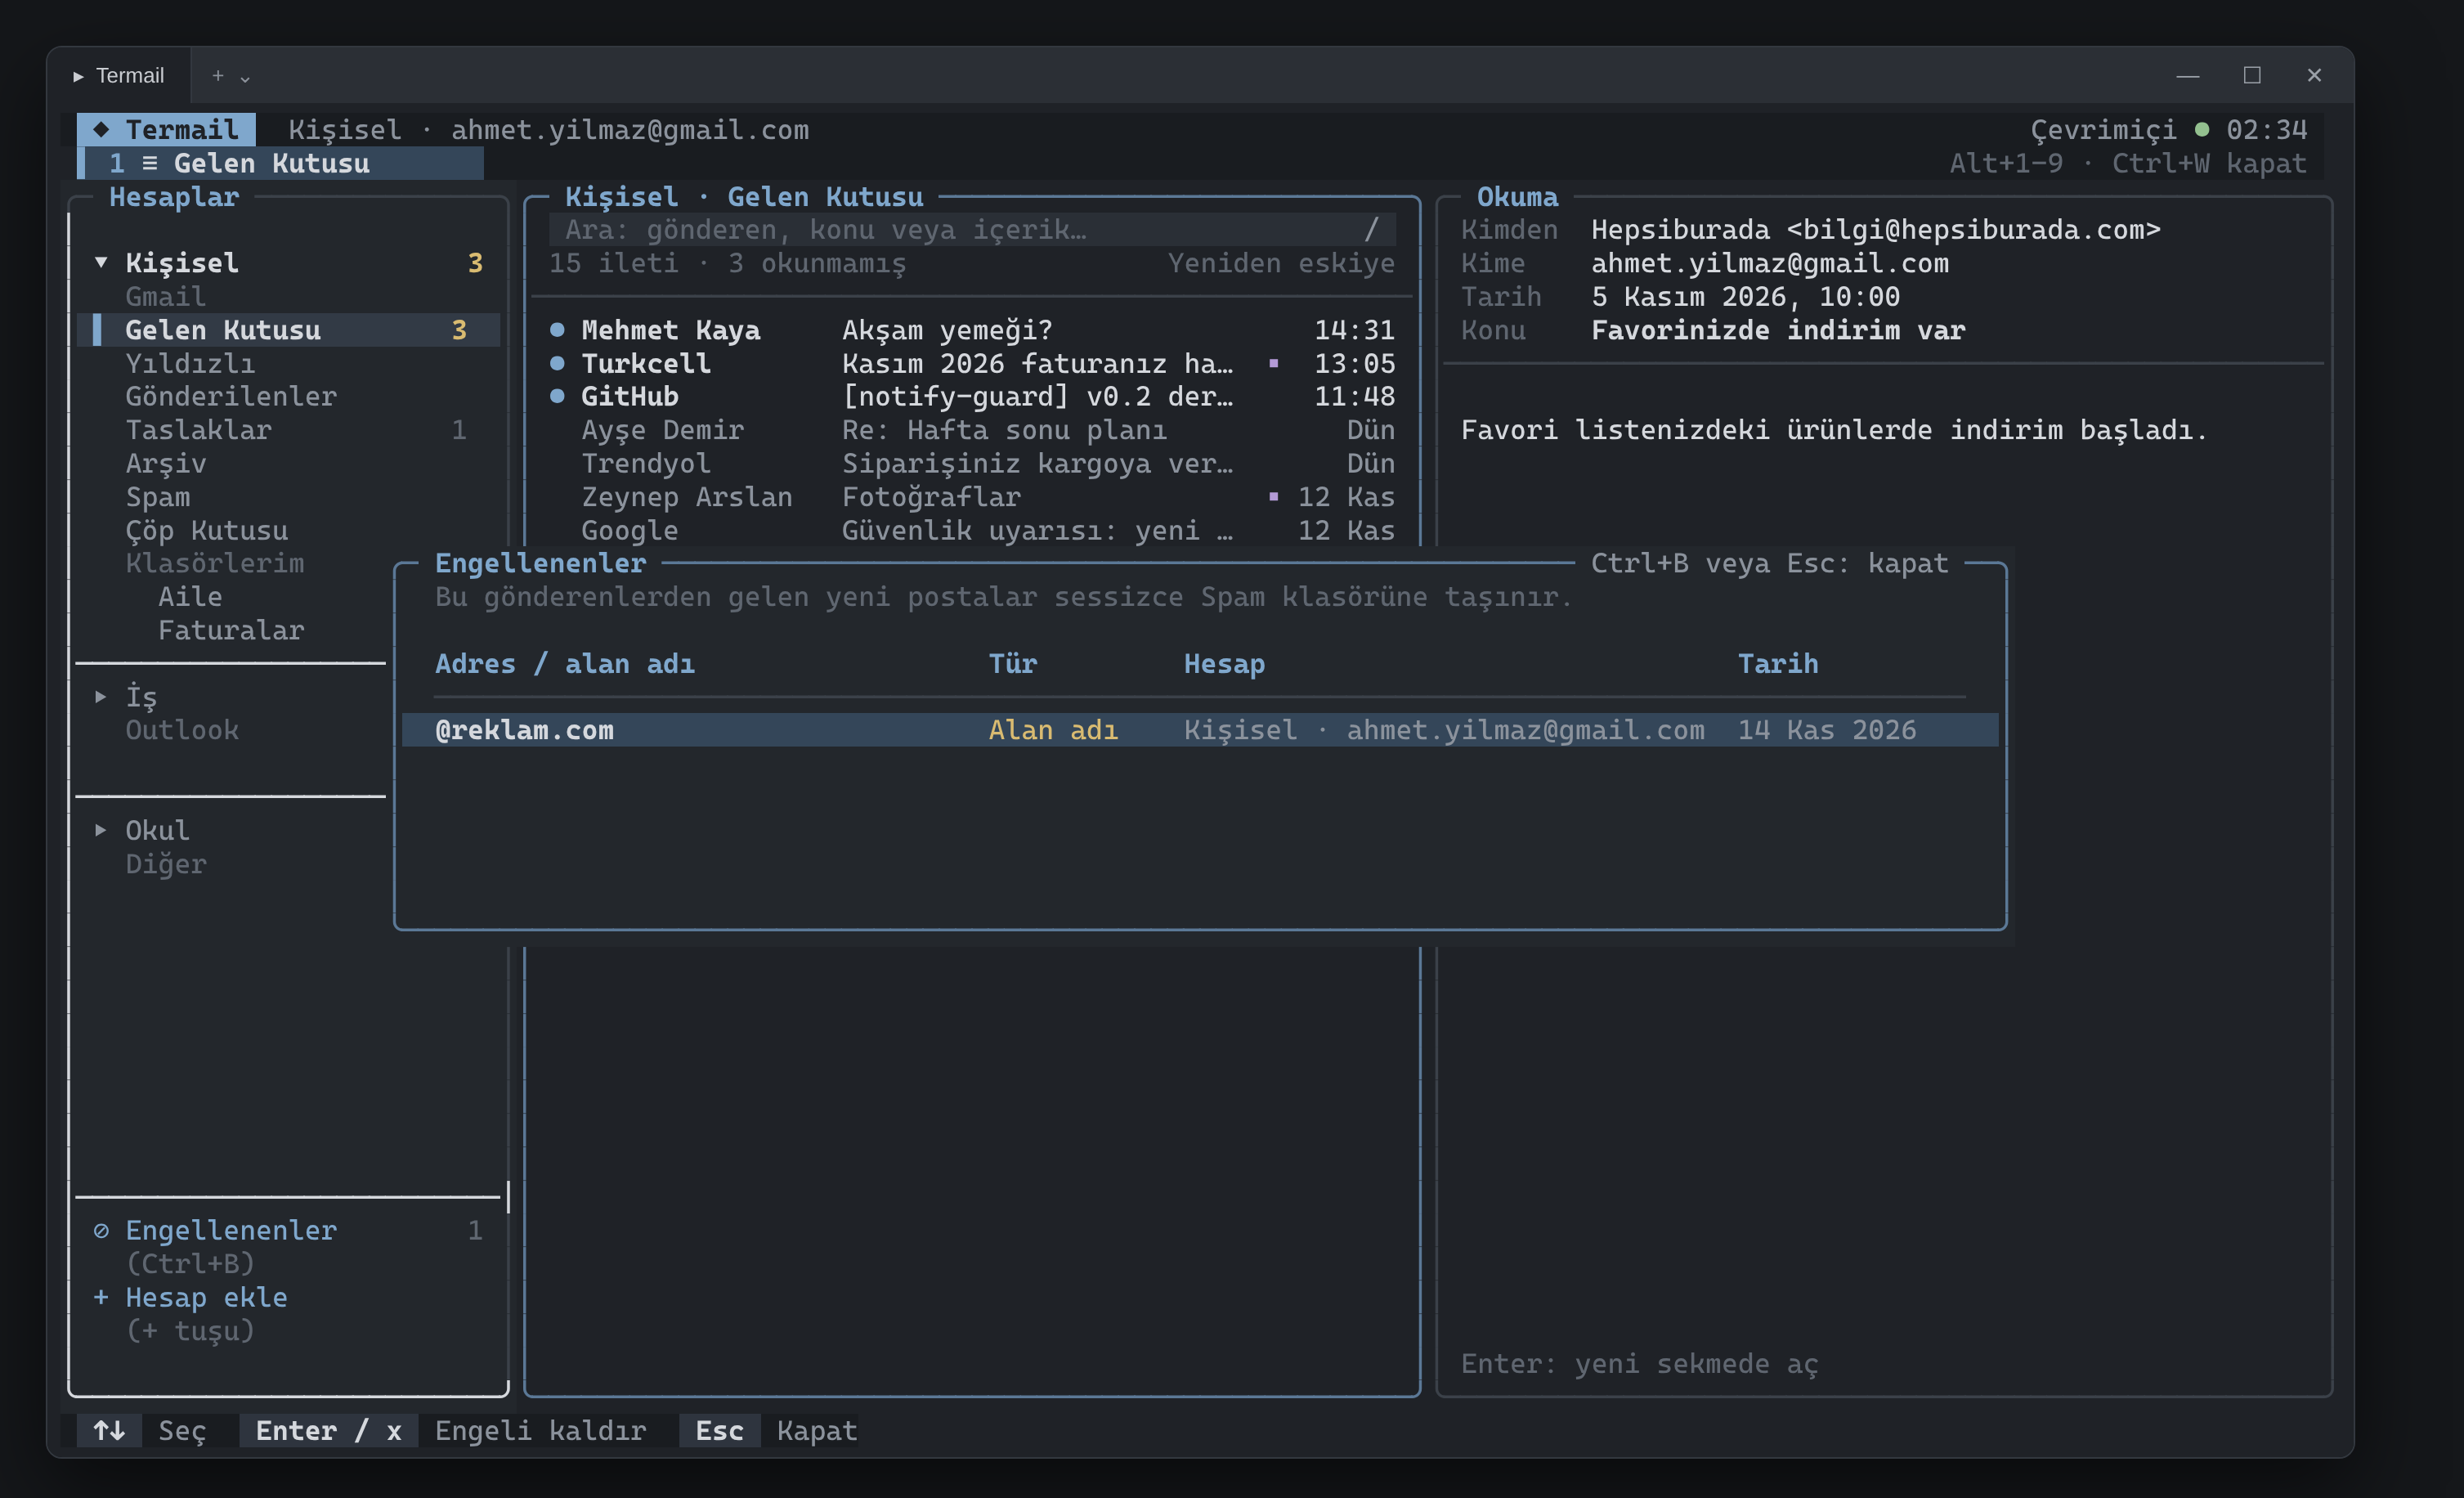 Termail
◆ Termail Kişisel · ahmet.yilmaz@gmail.com Çevrimiçi ● 02:34
1 ≡ Gelen Kutusu Alt+1-9 · Ctrl+W kapat
Hesaplar
▼ Kişisel 3
Gmail
Gelen Kutusu 3
Yıldızlı
Gönderilenler
Taslaklar 1
Arşiv
Spam
Çöp Kutusu
Klasörlerim
Aile
Faturalar
▶ İş
Outlook
▶ Okul
Diğer
⊘ Engellenenler 1
(Ctrl+B)
+ Hesap ekle
(+ tuşu)
Kişisel · Gelen Kutusu
Ara: gönderen, konu veya içerik… /
15 ileti · 3 okunmamış Yeniden eskiye
● Mehmet Kaya Akşam yemeği? 14:31
● Turkcell Kasım 2026 faturanız ha… ▪ 13:05
● GitHub [notify-guard] v0.2 der… 11:48
Ayşe Demir Re: Hafta sonu planı Dün
Trendyol Siparişiniz kargoya ver… Dün
Zeynep Arslan Fotoğraflar ▪ 12 Kas
Google Güvenlik uyarısı: yeni … 12 Kas
Okuma
Kimden Hepsiburada <bilgi@hepsiburada.com>
Kime ahmet.yilmaz@gmail.com
Tarih 5 Kasım 2026, 10:00
Konu Favorinizde indirim var
Favori listenizdeki ürünlerde indirim başladı.
Enter: yeni sekmede aç
Engellenenler Ctrl+B veya Esc: kapat
Bu gönderenlerden gelen yeni postalar sessizce Spam klasörüne taşınır.
Adres / alan adı Tür Hesap Tarih
@reklam.com Alan adı Kişisel · ahmet.yilmaz@gmail.com 14 Kas 2026
↑↓ Seç Enter / x Engeli kaldır Esc Kapat